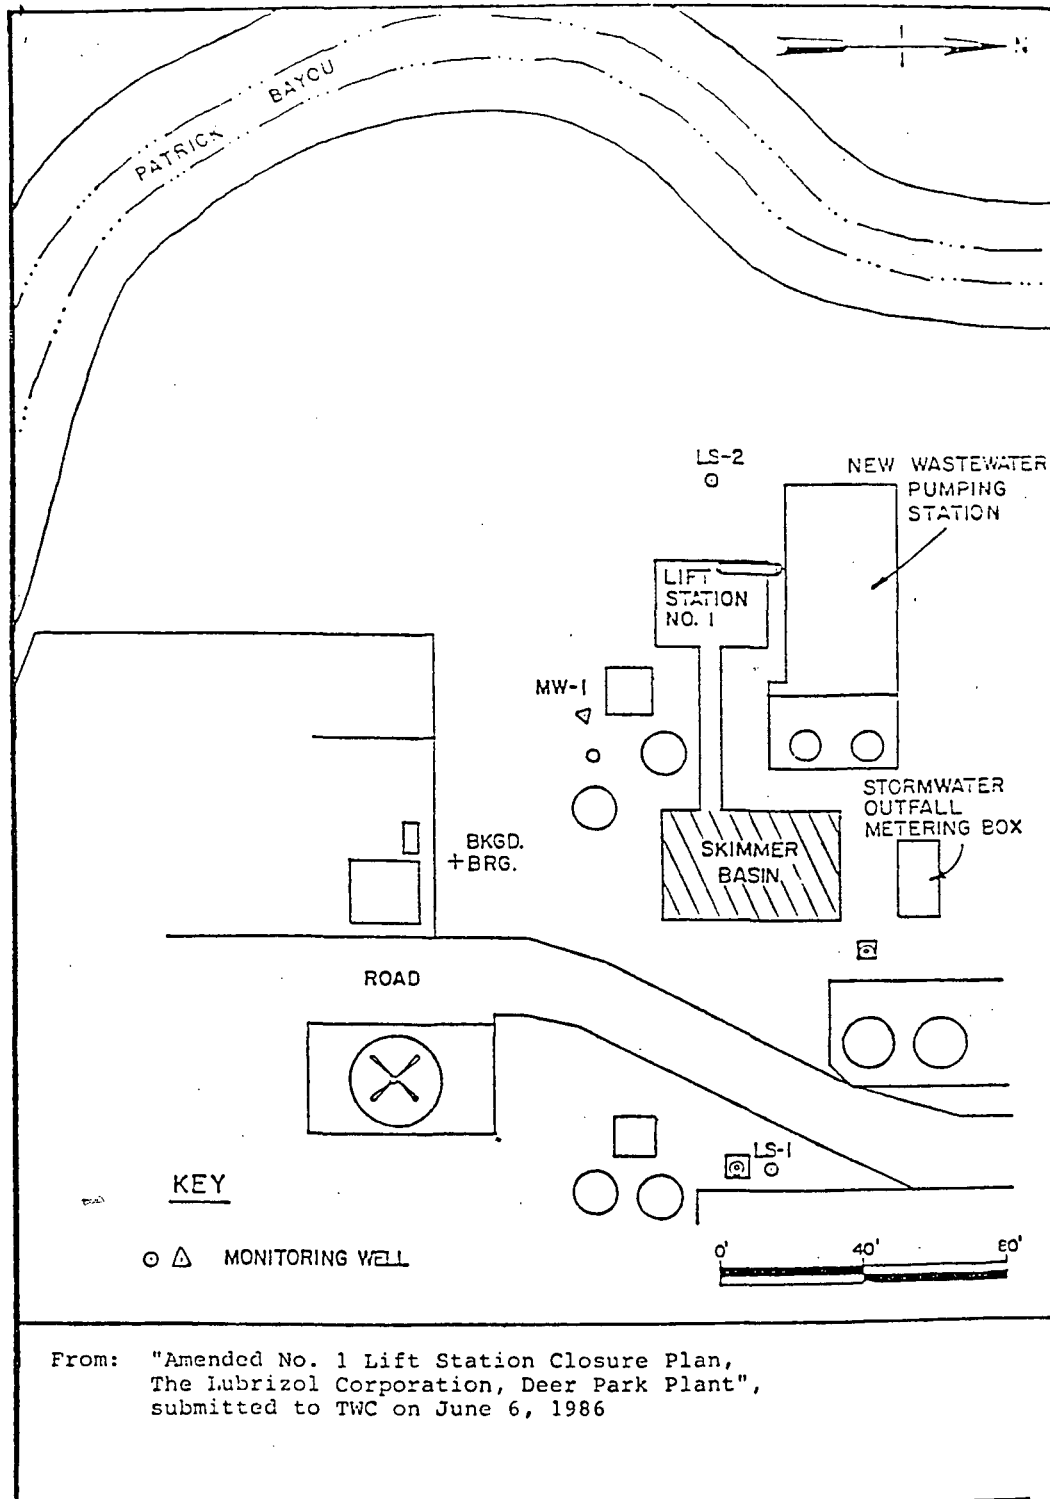 N
PATRICK BAYOU
LS-2
NEW WASTEWATER
PUMPING
STATION
LIFT
STATION
NO. 1
MW-1
STORMWATER
OUTFALL
METERING BOX
BKGD.
+BRG.
SKIMMER
BASIN
ROAD
LS-1
KEY
MONITORING WELL
0' 40' 80'
From: "Amended No. 1 Lift Station Closure Plan,
The Lubrizol Corporation, Deer Park Plant",
submitted to TWC on June 6, 1986